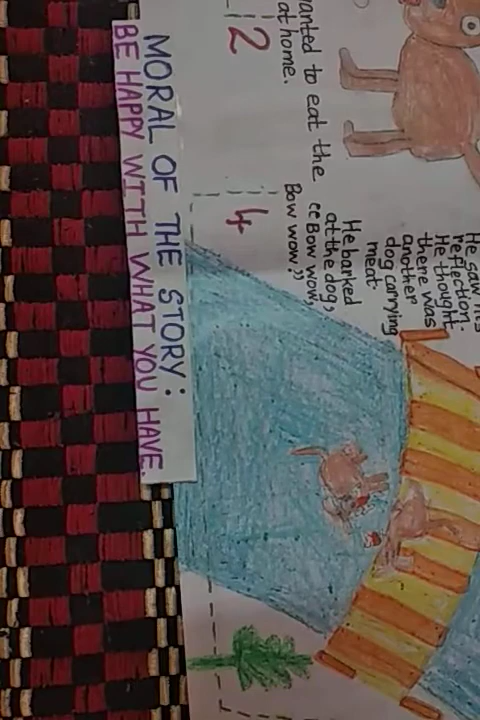 wanted to eat the
at home.
2
He saw his
reflection.
He thought
there was
another
dog carrying
meat
He barked
at the dog,
"Bow wow,
Bow wow."
4
MORAL OF THE STORY:
BE HAPPY WITH WHAT YOU HAVE.